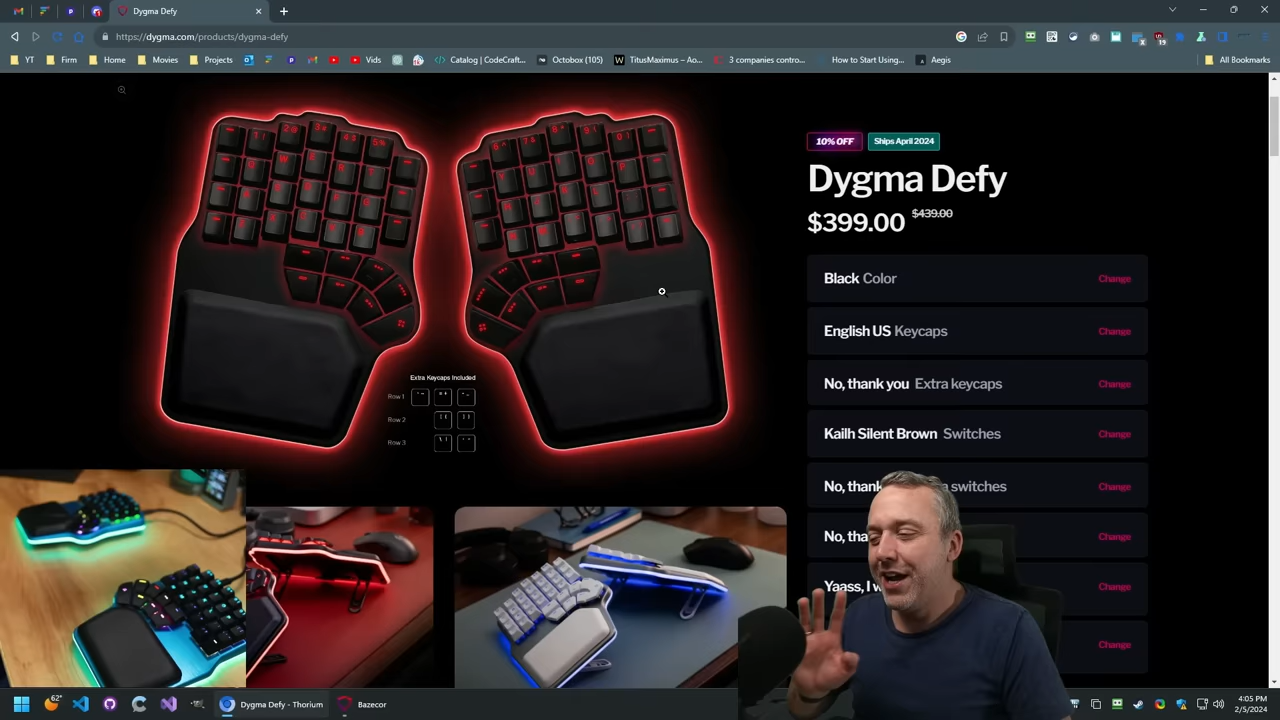 Dygma Defy
https://dygma.com/products/dygma-defy
YT
Firm
Home
Movies
Projects
Vids
Catalog | CodeCraft...
Octobox (105)
TitusMaximus – Ao...
3 companies contro...
How to Start Using...
Aegis
All Bookmarks
10% OFF
Ships April 2024
Dygma Defy
$399.00 $439.00
Black Color Change
English US Keycaps Change
No, thank you Extra keycaps Change
Kailh Silent Brown Switches Change
Change
Change
Change
Change
Extra Keycaps Included
Row 1
Row 2
Row 3
62°
Dygma Defy - Thorium
Bazecor
4:05 PM
2/5/2024